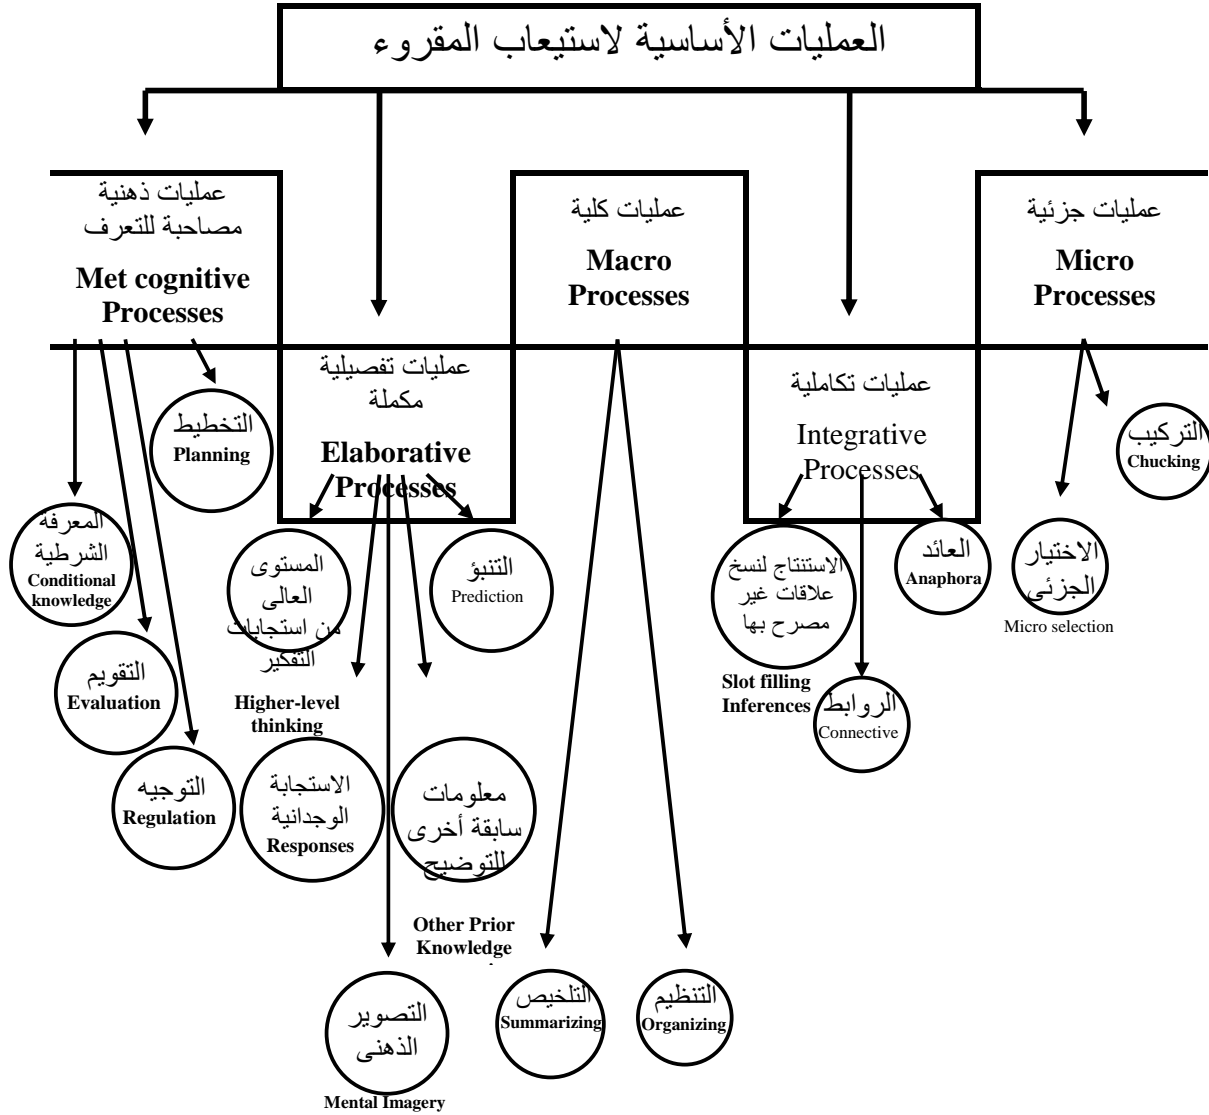 العمليات الأساسية لاستيعاب المقروء
عمليات جزئية
Micro
Processes
التركيب
Chucking
الاختيار
الجزئى
Micro selection
عمليات تكاملية
Integrative
Processes
العائد
Anaphora
الروابط
Connective
الاستنتاج لنسخ
علاقات غير
مصرح بها
Slot filling
Inferences
عمليات كلية
Macro
Processes
التنظيم
Organizing
التلخيص
Summarizing
عمليات تفصيلية
مكملة
Elaborative
Processes
التنبؤ
Prediction
معلومات
سابقة أخرى
للتوضيح
Other Prior
Knowledge
التصوير
الذهنى
Mental Imagery
الاستجابة
الوجدانية
Responses
المستوى
العالى
من استجابات
التفكير
Higher-level
thinking
عمليات ذهنية
مصاحبة للتعرف
Met cognitive
Processes
التخطيط
Planning
التوجيه
Regulation
التقويم
Evaluation
المعرفة
الشرطية
Conditional
knowledge